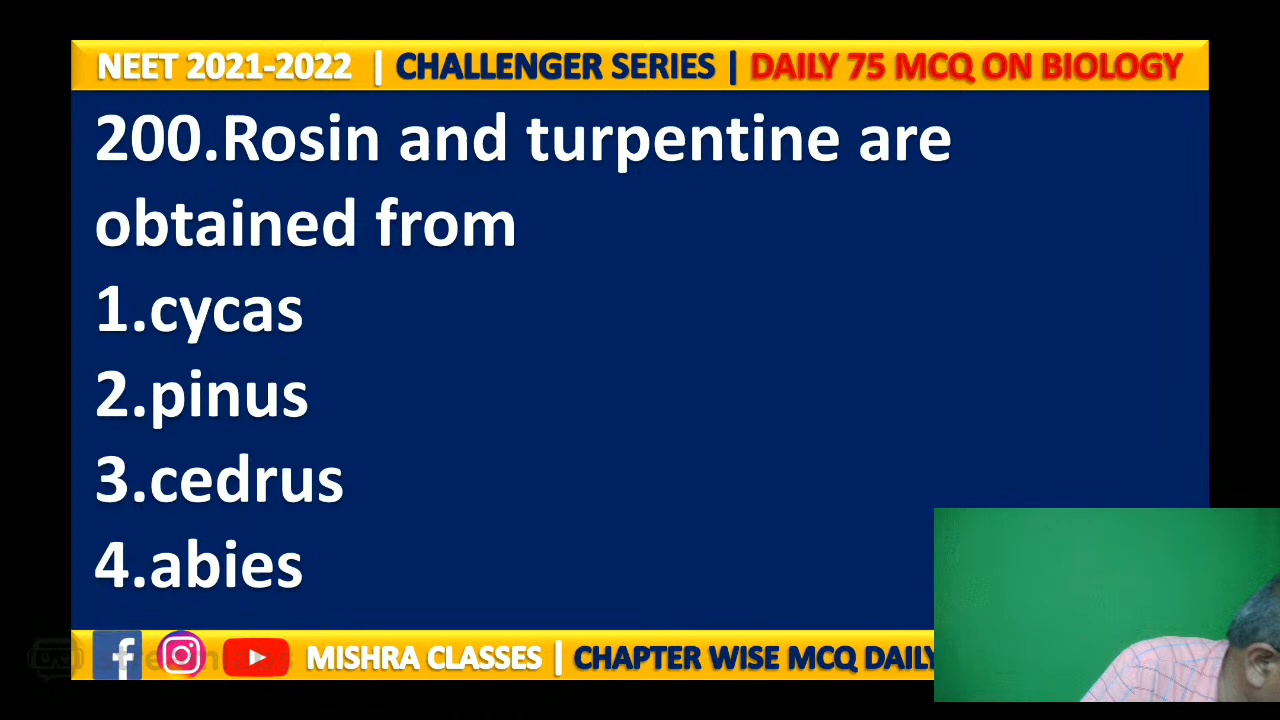 NEET 2021-2022 | CHALLENGER SERIES | DAILY 75 MCQ ON BIOLOGY
200.Rosin and turpentine are
obtained from
1.cycas
2.pinus
3.cedrus
4.abies
MISHRA CLASSES | CHAPTER WISE MCQ DAILY